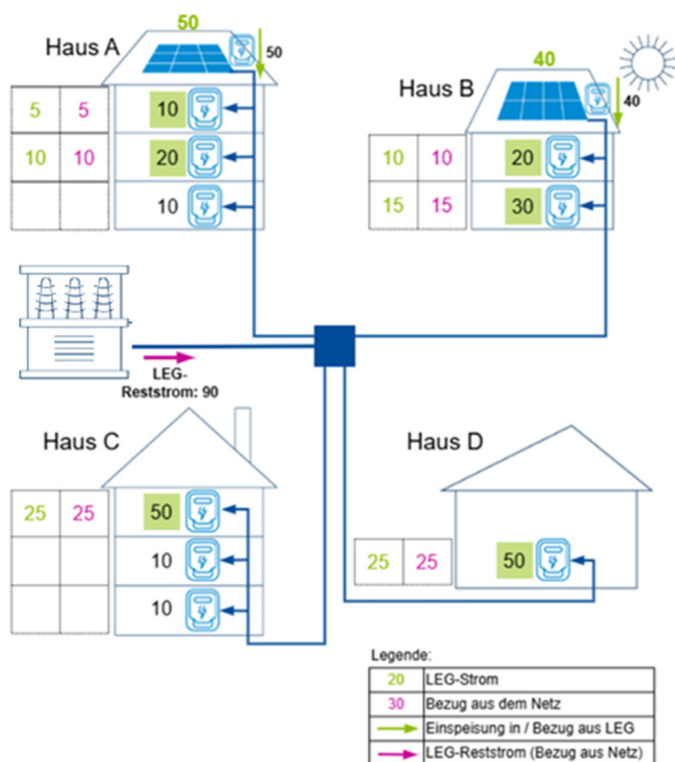 50
Haus A
50
5 5 10
10 10 20
10
40
Haus B
40
10 10 20
15 15 30
LEG-
Reststrom: 90
Haus C
25 25 50
10
10
Haus D
25 25 50
Legende:
20 LEG-Strom
30 Bezug aus dem Netz
Einspeisung in / Bezug aus LEG
LEG-Reststrom (Bezug aus Netz)